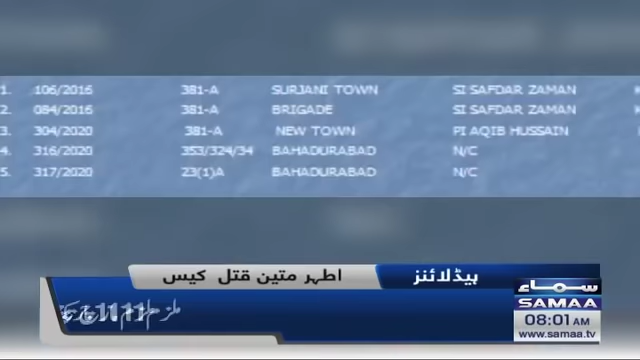 1. 106/2016 381-A SURJANI TOWN SI SAFDAR ZAMAN
2. 084/2016 381-A BRIGADE SI SAFDAR ZAMAN
3. 304/2020 381-A NEW TOWN PI AQIB HUSSAIN
4. 316/2020 353/324/34 BAHADURABAD N/C
5. 317/2020 23(1)A BAHADURABAD N/C
ہیڈلائنز
اطہر متین قتل کیس
سماء
SAMAA
08:01 AM
www.samaa.tv